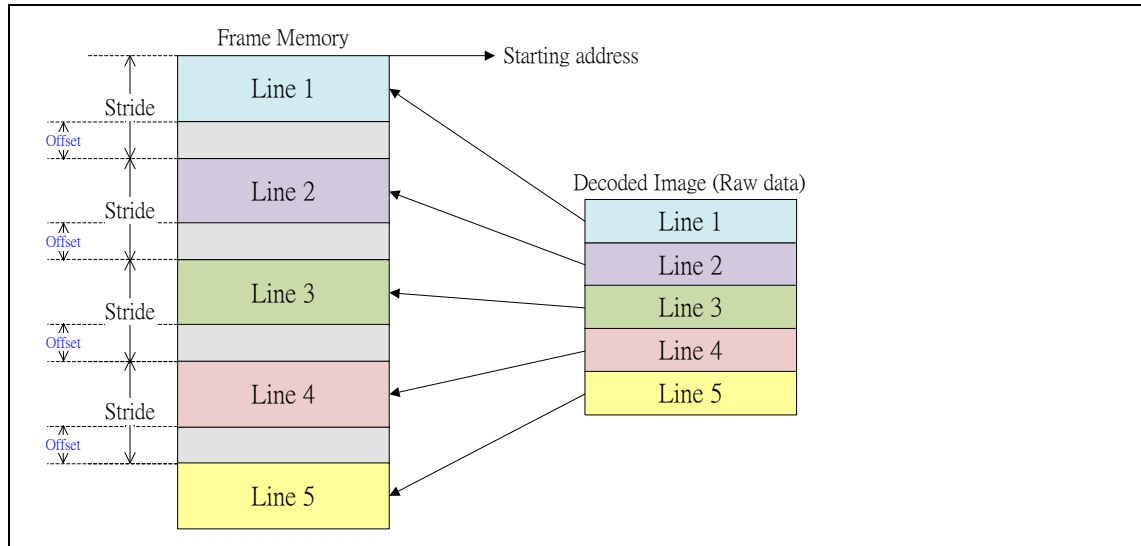 Frame Memory
Starting address
Line 1
Stride
Offset
Line 2
Stride
Offset
Line 3
Stride
Offset
Line 4
Stride
Offset
Line 5
Decoded Image (Raw data)
Line 1
Line 2
Line 3
Line 4
Line 5